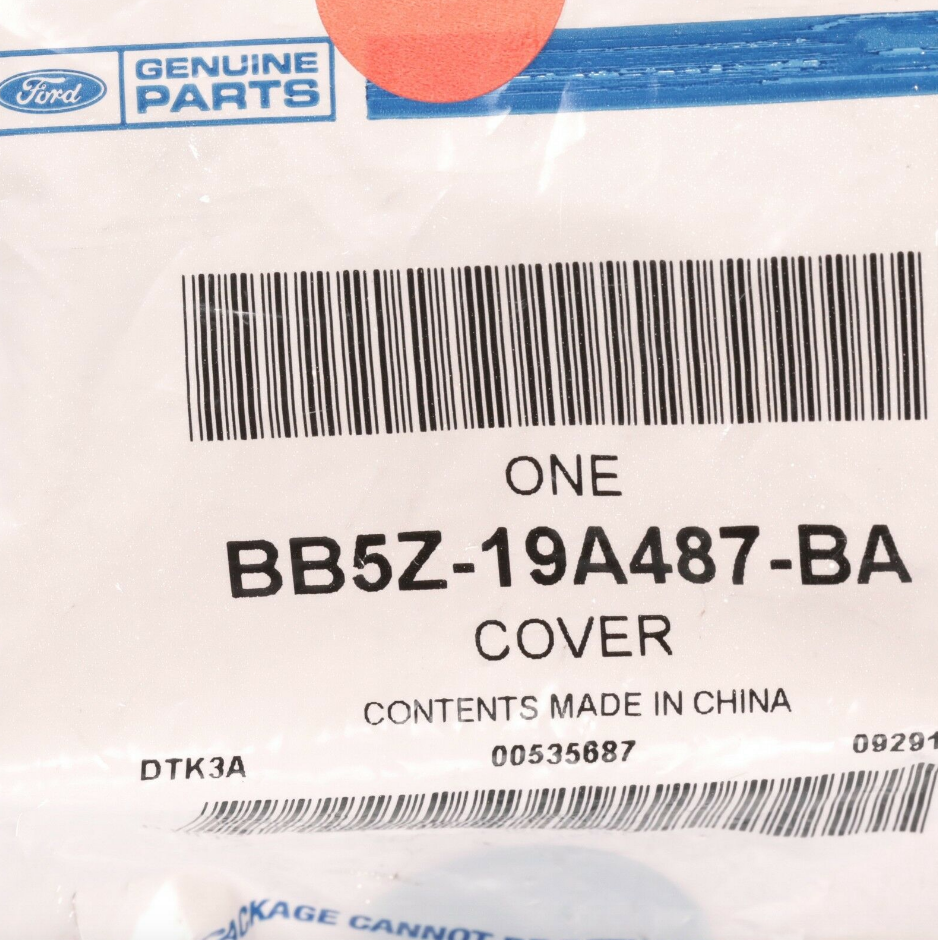 Ford
GENUINE
PARTS
ONE
BB5Z-19A487-BA
COVER
CONTENTS MADE IN CHINA
DTK3A 00535687 09291
PACKAGE CANNOT